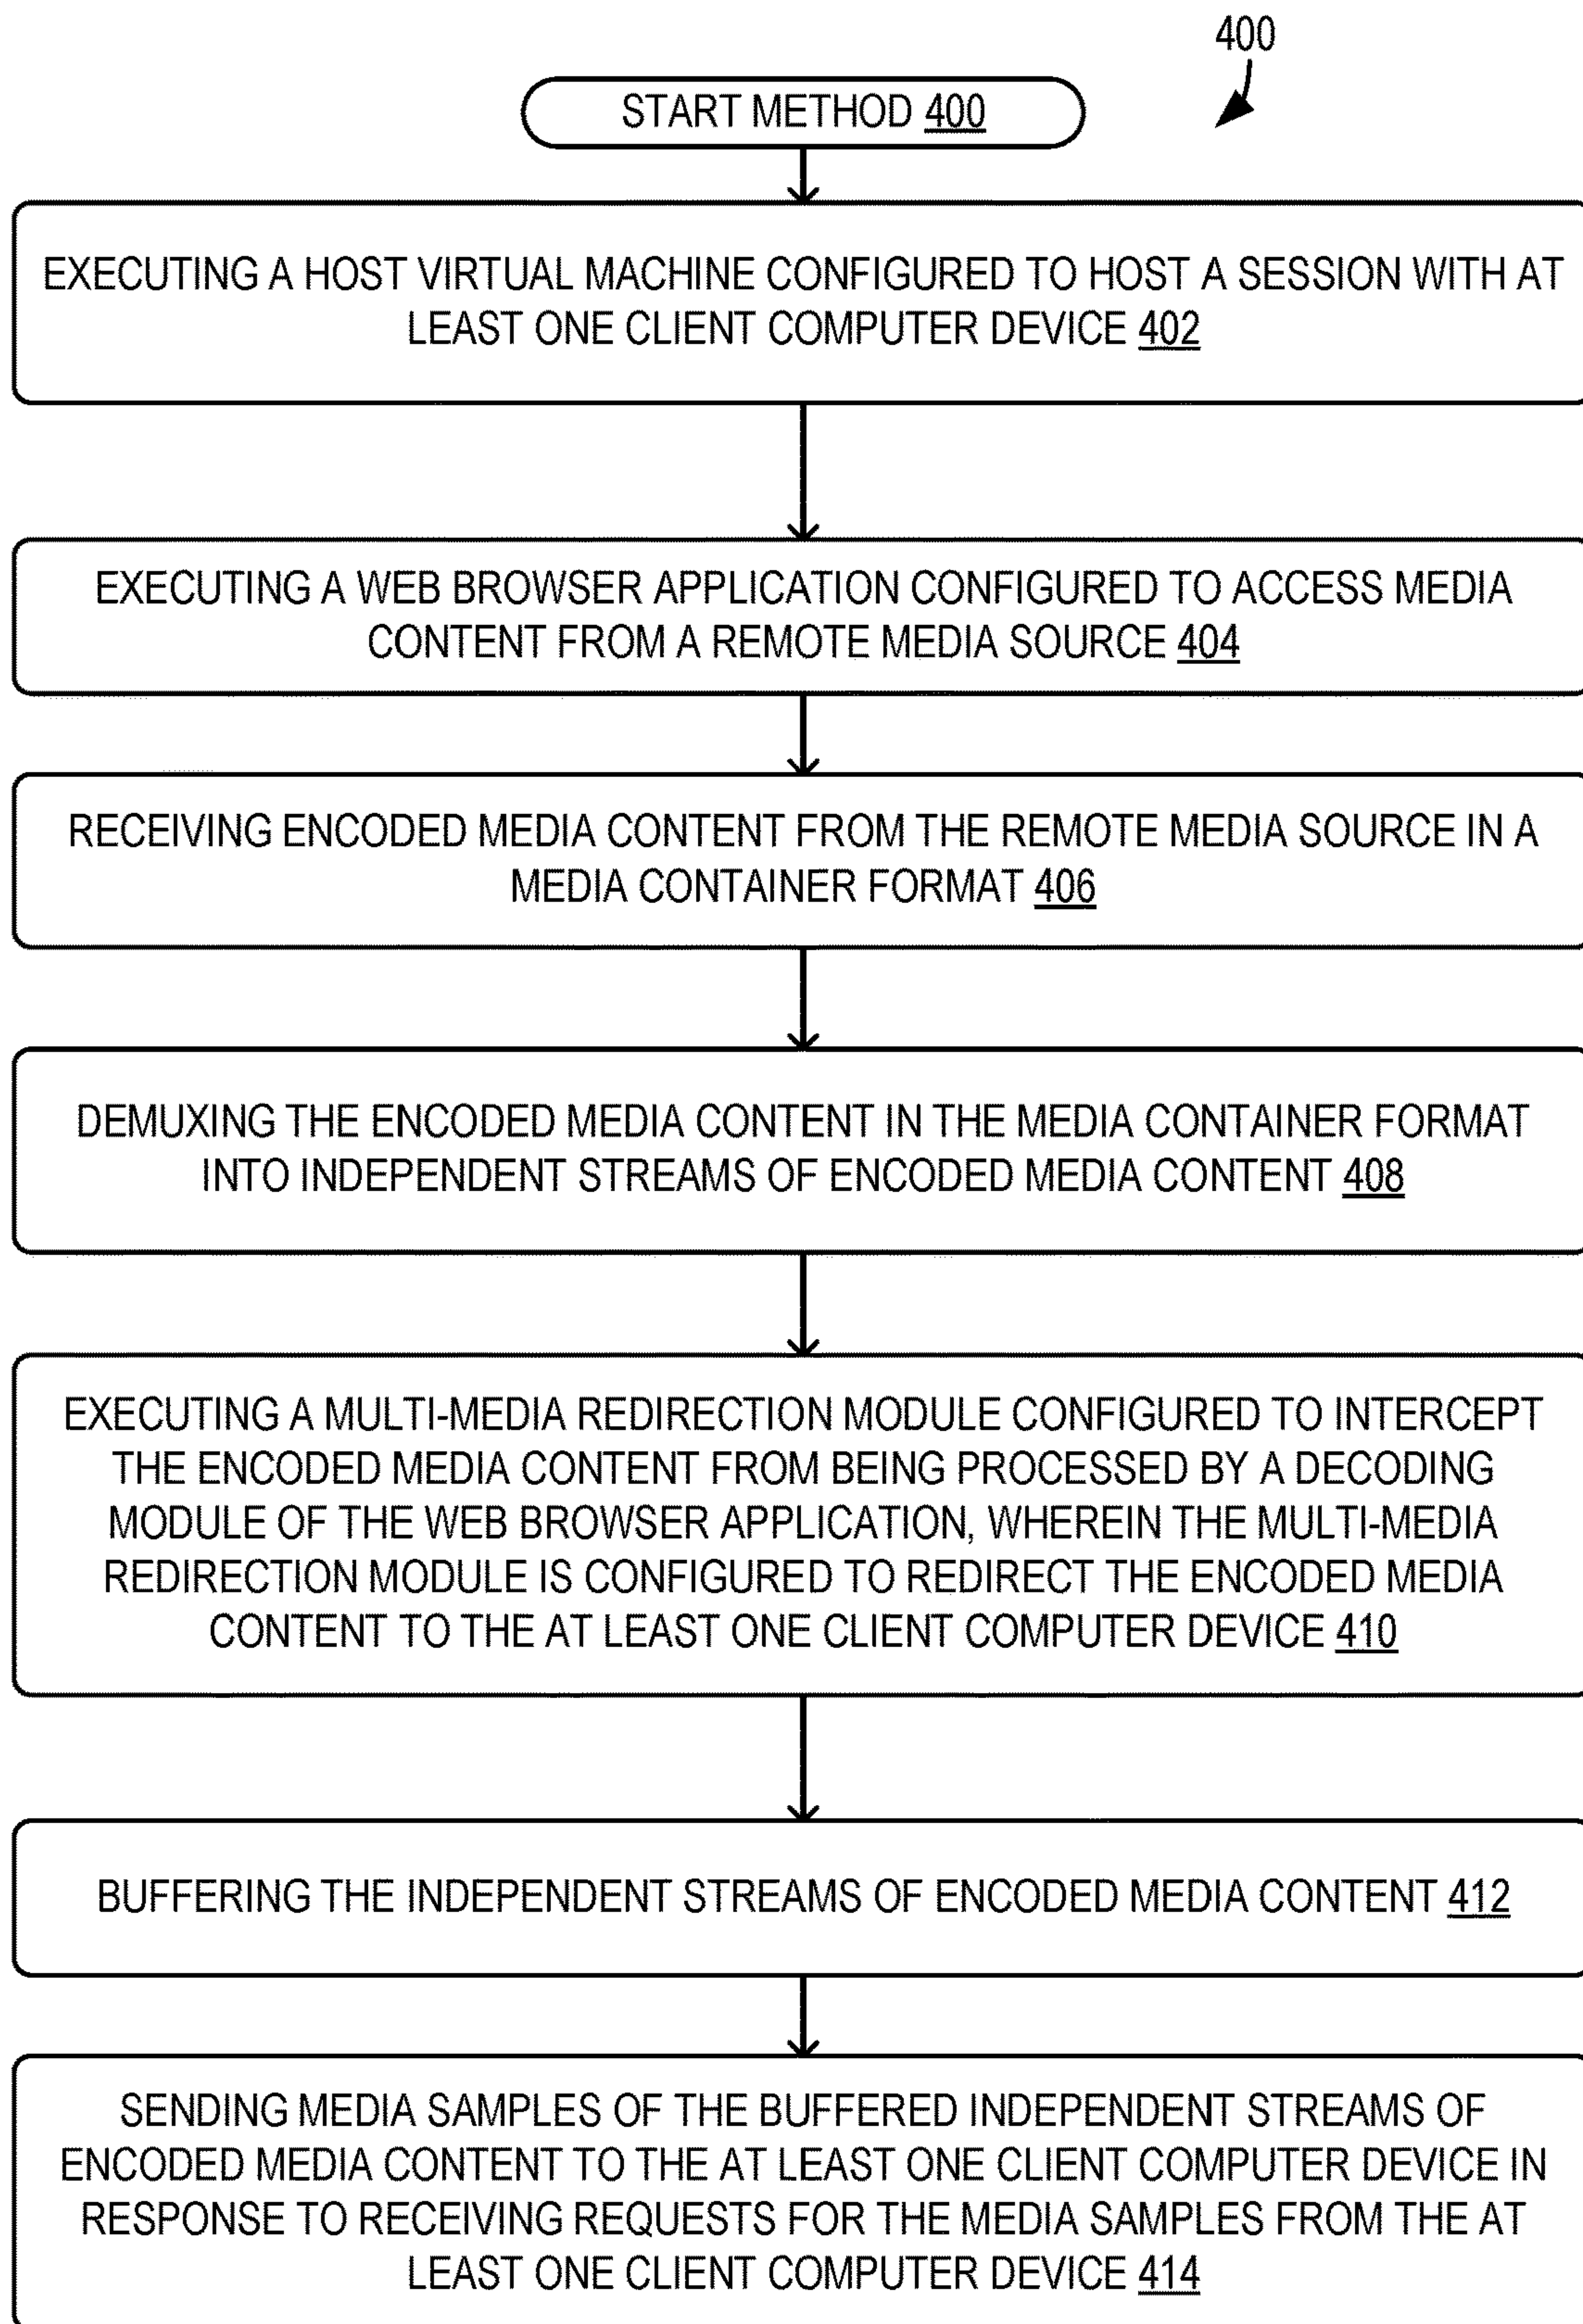 400
START METHOD 400
EXECUTING A HOST VIRTUAL MACHINE CONFIGURED TO HOST A SESSION WITH AT
LEAST ONE CLIENT COMPUTER DEVICE 402
EXECUTING A WEB BROWSER APPLICATION CONFIGURED TO ACCESS MEDIA
CONTENT FROM A REMOTE MEDIA SOURCE 404
RECEIVING ENCODED MEDIA CONTENT FROM THE REMOTE MEDIA SOURCE IN A
MEDIA CONTAINER FORMAT 406
DEMUXING THE ENCODED MEDIA CONTENT IN THE MEDIA CONTAINER FORMAT
INTO INDEPENDENT STREAMS OF ENCODED MEDIA CONTENT 408
EXECUTING A MULTI-MEDIA REDIRECTION MODULE CONFIGURED TO INTERCEPT
THE ENCODED MEDIA CONTENT FROM BEING PROCESSED BY A DECODING
MODULE OF THE WEB BROWSER APPLICATION, WHEREIN THE MULTI-MEDIA
REDIRECTION MODULE IS CONFIGURED TO REDIRECT THE ENCODED MEDIA
CONTENT TO THE AT LEAST ONE CLIENT COMPUTER DEVICE 410
BUFFERING THE INDEPENDENT STREAMS OF ENCODED MEDIA CONTENT 412
SENDING MEDIA SAMPLES OF THE BUFFERED INDEPENDENT STREAMS OF
ENCODED MEDIA CONTENT TO THE AT LEAST ONE CLIENT COMPUTER DEVICE IN
RESPONSE TO RECEIVING REQUESTS FOR THE MEDIA SAMPLES FROM THE AT
LEAST ONE CLIENT COMPUTER DEVICE 414